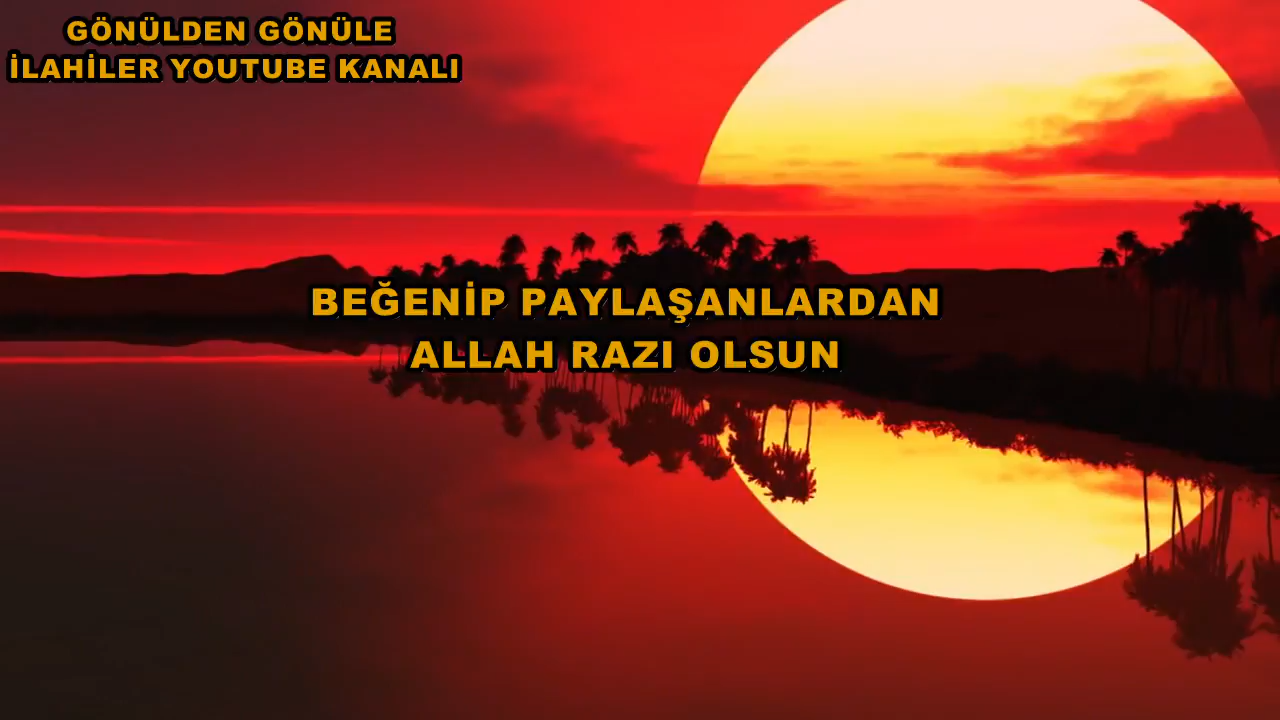 GÖNÜLDEN GÖNÜLE
İLAHİLER YOUTUBE KANALI
BEĞENİP PAYLAŞANLARDAN
ALLAH RAZI OLSUN